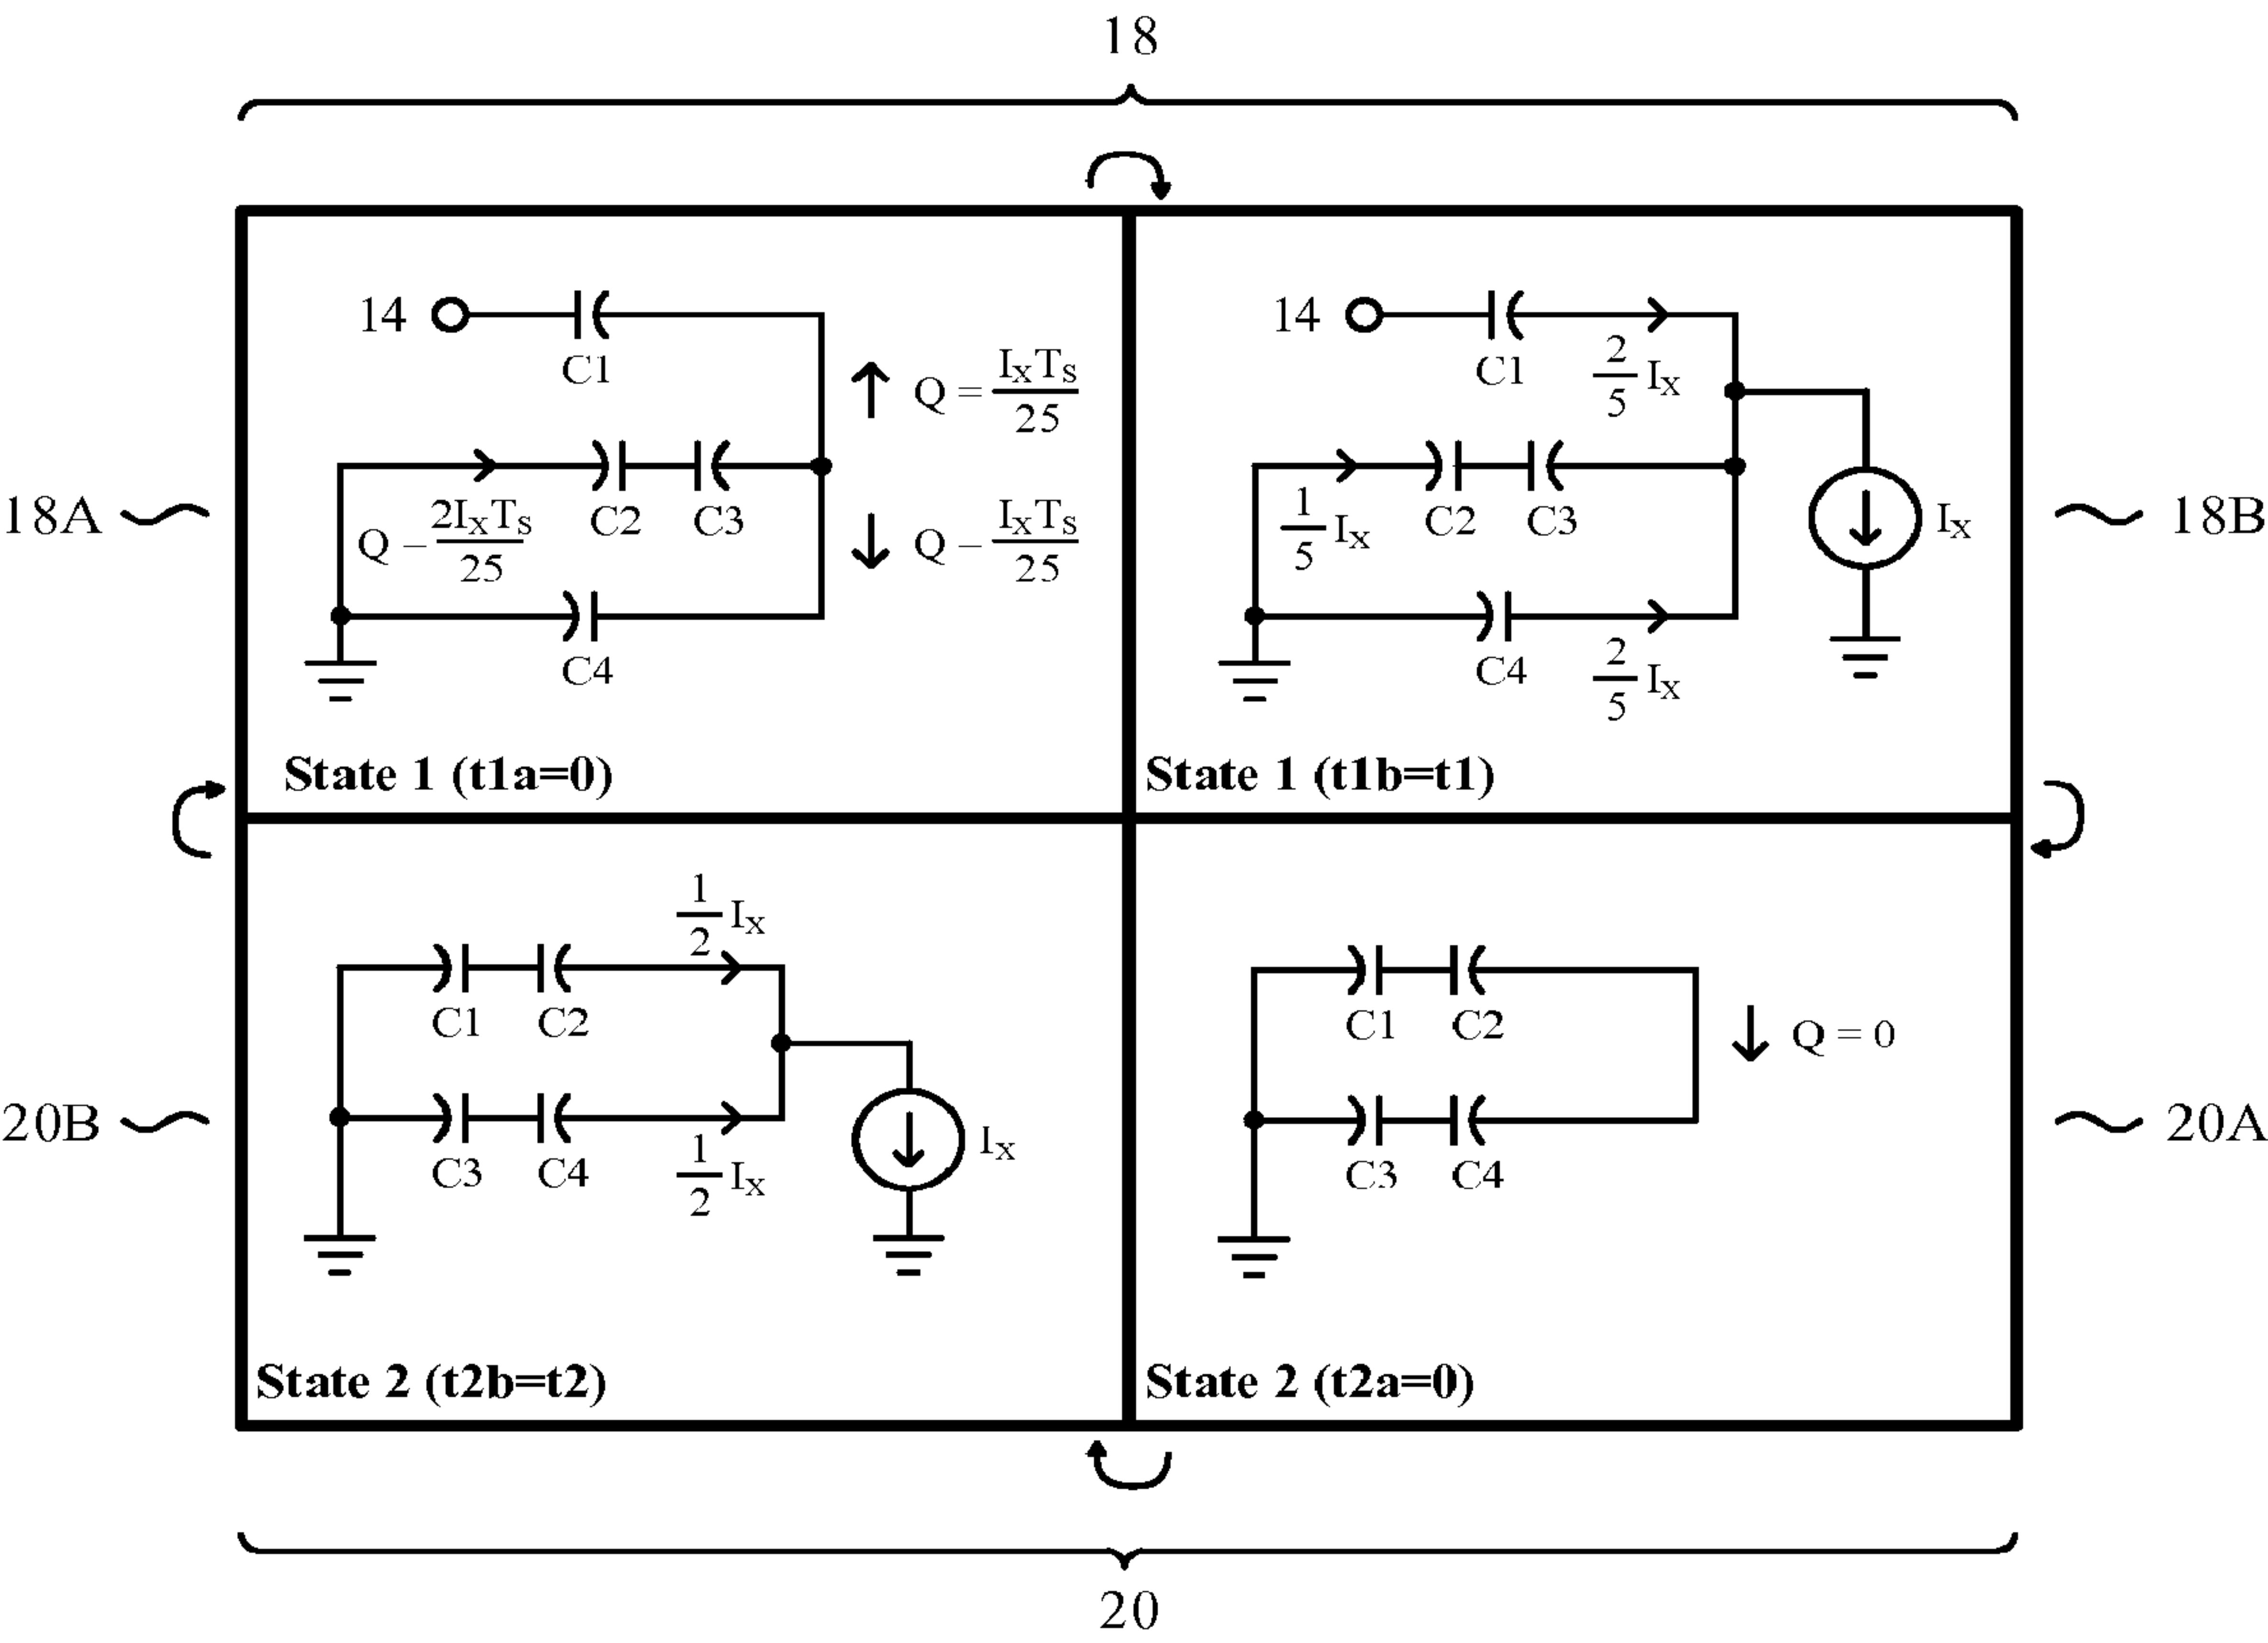 18
14
C1
Q = IxTs/25
18A
Q – 2IxTs/25
C2
C3
Q – IxTs/25
C4
State 1 (t1a=0)
14
C1
2/5 Ix
1/5 Ix
C2
C3
Ix
18B
C4
2/5 Ix
State 1 (t1b=t1)
1/2 Ix
C1
C2
20B
C3
C4
1/2 Ix
Ix
State 2 (t2b=t2)
C1
C2
Q = 0
C3
C4
20A
State 2 (t2a=0)
20